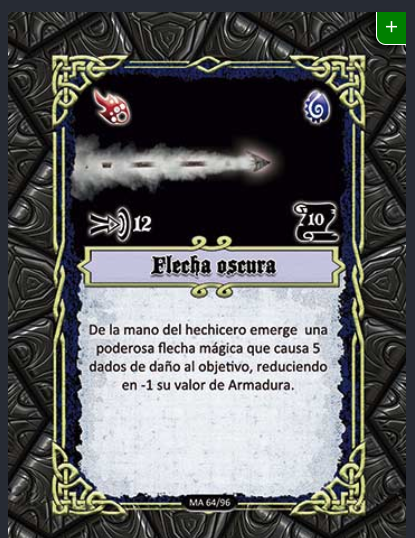 +
12
10
Flecha oscura
De la mano del hechicero emerge una
poderosa flecha mágica que causa 5
dados de daño al objetivo, reduciendo
en -1 su valor de Armadura.
MA 64/96